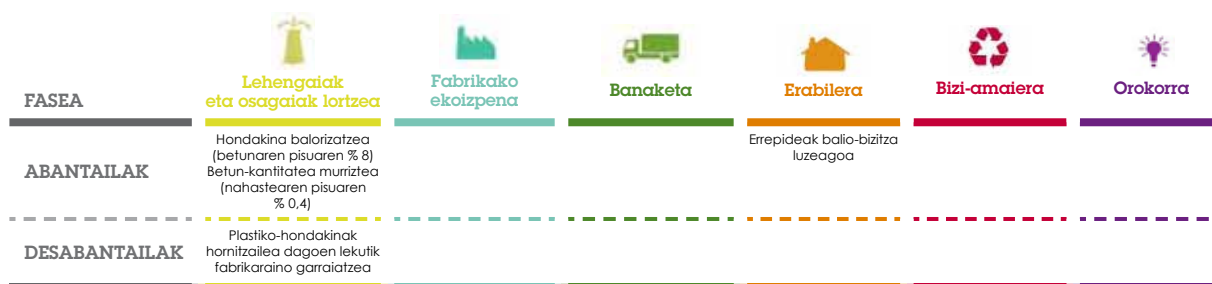 FASEA
Lehengaiak
eta osagaiak lortzea
Fabrikako
ekoizpena
Banaketa
Erabilera
Bizi-amaiera
Orokorra
ABANTAILAK
Hondakina balorizatzea
(betunaren pisuaren % 8)
Betun-kantitatea murriztea
(nahastearen pisuaren
% 0,4)
Errepideak balio-bizitza
luzeagoa
DESABANTAILAK
Plastiko-hondakinak
hornitzailea dagoen lekutik
fabrikaraino garraiatzea